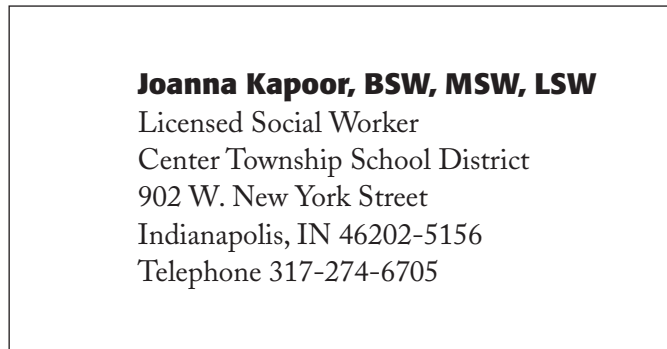 Joanna Kapoor, BSW, MSW, LSW
Licensed Social Worker
Center Township School District
902 W. New York Street
Indianapolis, IN 46202-5156
Telephone 317-274-6705